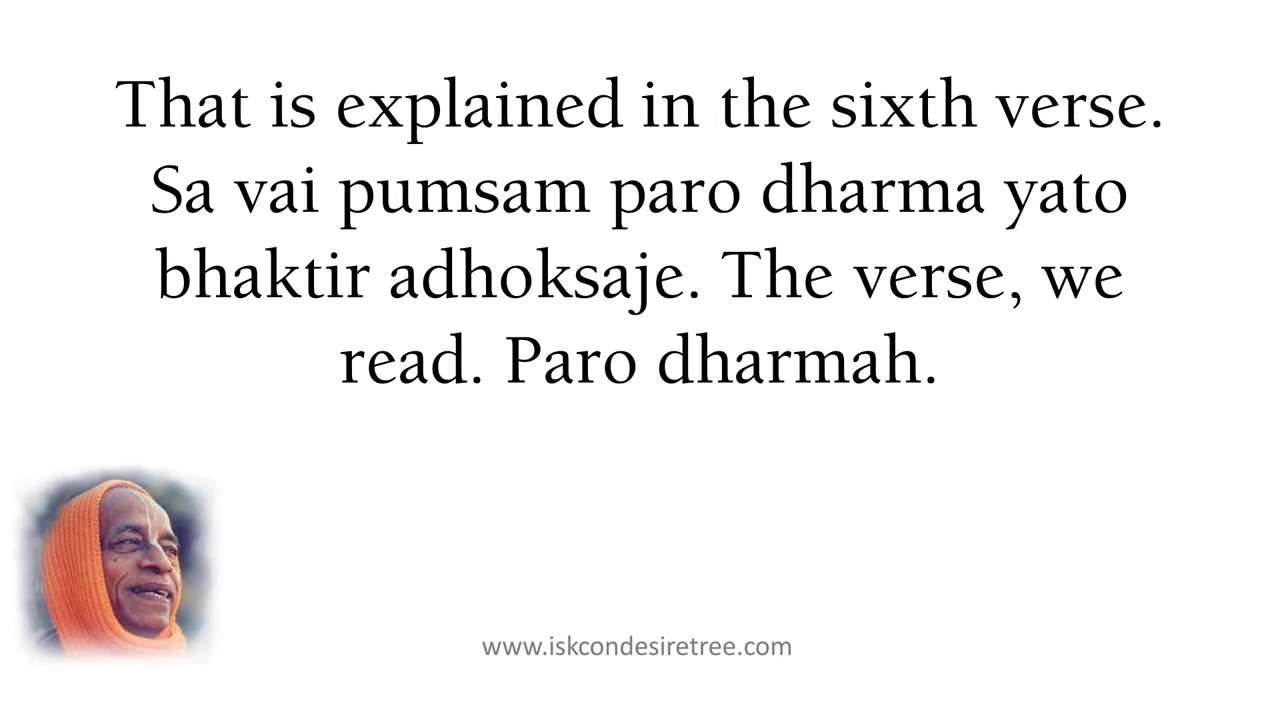 That is explained in the sixth verse.
Sa vai pumsam paro dharma yato
bhaktir adhoksaje. The verse, we
read. Paro dharmah.
www.iskcondesiretree.com